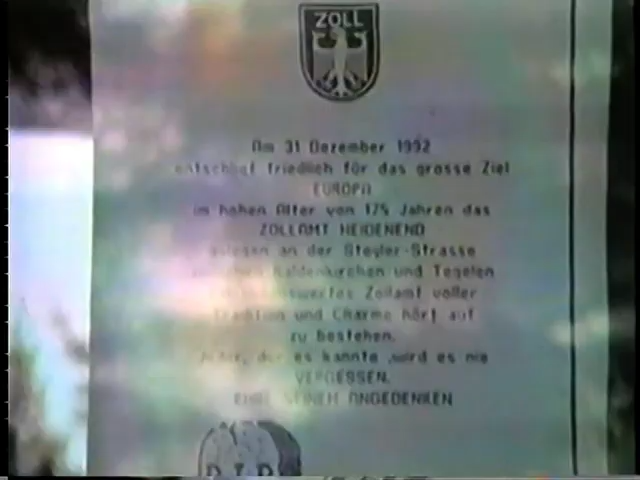 ZOLL
Am 31 Dezember 1992
entschlief friedlich für das grosse Ziel
EUROPA
im hohen Alter von 175 Jahren das
ZOLLAMT HEIDENEND
gelegen an der Steyler-Strasse
zwischen Kaldenkirchen und Tegelen
Zollamt voller
Tradition und Charme hört auf
zu bestehen.
der es kannte ,wird es nie
VERGESSEN.
EHRE SEINEM ANGEDENKEN